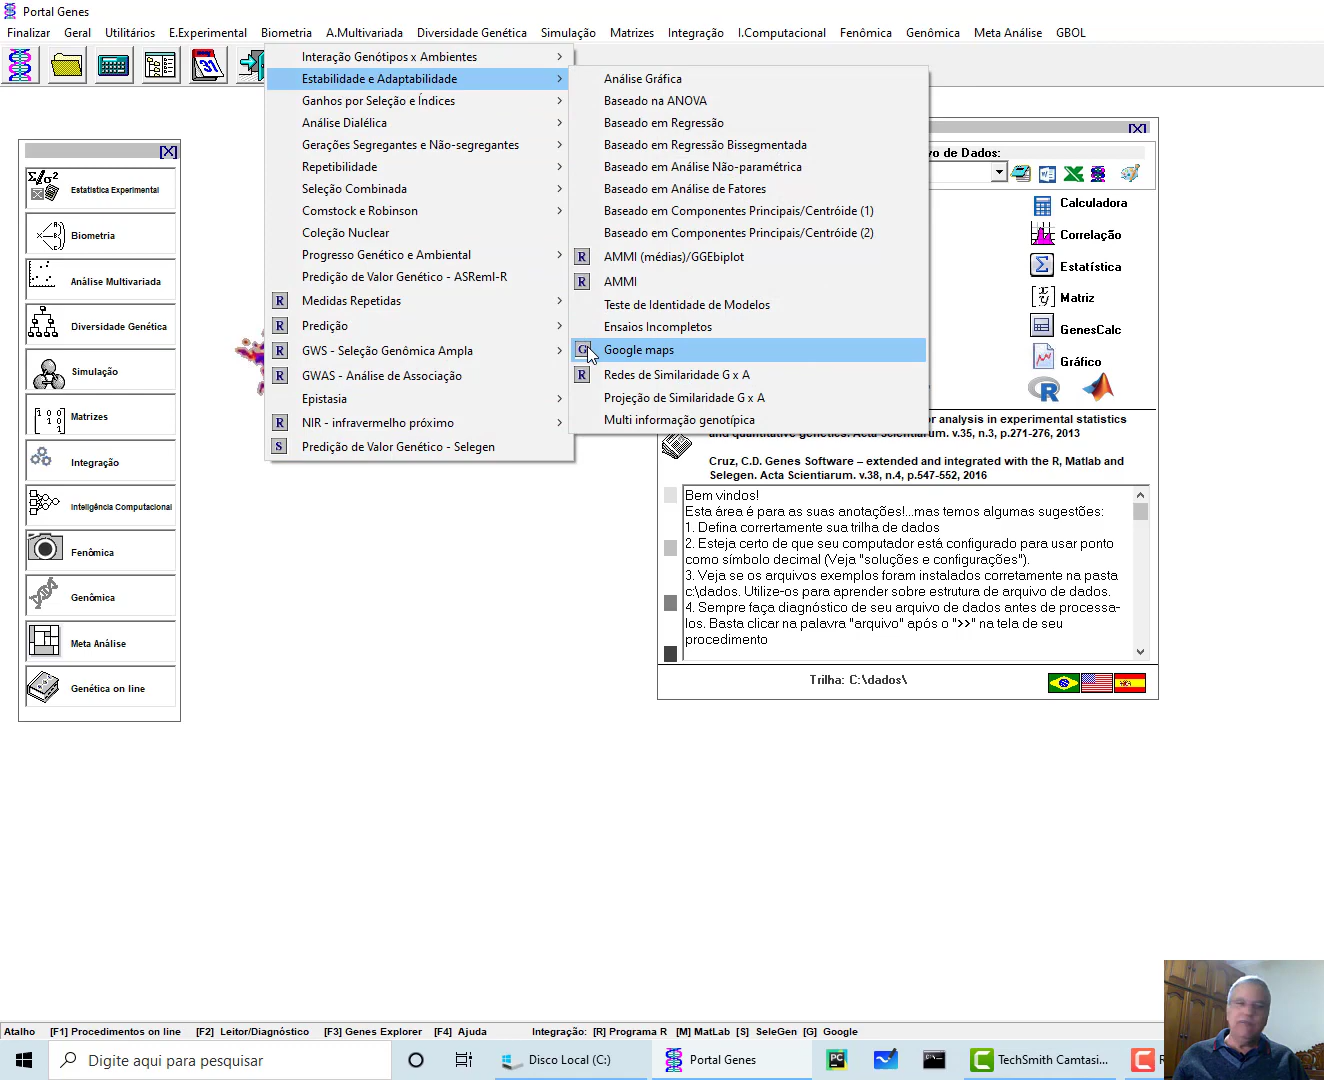 Portal Genes
Finalizar Geral Utilitários E.Experimental Biometria A.Multivariada Diversidade Genética Simulação Matrizes Integração I.Computacional Fenômica Genômica Meta Análise GBOL
Interação Genótipos x Ambientes
Estabilidade e Adaptabilidade
Ganhos por Seleção e Índices
Análise Dialélica
Gerações Segregantes e Não-segregantes
Repetibilidade
Seleção Combinada
Comstock e Robinson
Coleção Nuclear
Progresso Genético e Ambiental
Predição de Valor Genético - ASReml-R
R Medidas Repetidas
R Predição
R GWS - Seleção Genômica Ampla
R GWAS - Análise de Associação
Epistasia
R NIR - infravermelho próximo
S Predição de Valor Genético - Selegen
Análise Gráfica
Baseado na ANOVA
Baseado em Regressão
Baseado em Regressão Bissegmentada
Baseado em Análise Não-paramétrica
Baseado em Análise de Fatores
Baseado em Componentes Principais/Centróide (1)
Baseado em Componentes Principais/Centróide (2)
R AMMI (médias)/GGEbiplot
R AMMI
Teste de Identidade de Modelos
Ensaios Incompletos
G Google maps
R Redes de Similaridade G x A
Projeção de Similaridade G x A
Multi informação genotípica
[X]
Σ/σ² Estatística Experimental
Biometria
Análise Multivariada
Diversidade Genética
Simulação
Matrizes
Integração
Inteligência Computacional
Fenômica
Genômica
Meta Análise
Genética on line
[X]
vo de Dados:
Calculadora
Correlação
Σ Estatística
Matriz
GenesCalc
Gráfico
R
or analysis in experimental statistics
and quantitative genetics. Acta Scientiarum. v.35, n.3, p.271-276, 2013
Cruz, C.D. Genes Software – extended and integrated with the R, Matlab and
Selegen. Acta Scientiarum. v.38, n.4, p.547-552, 2016
Bem vindos!
Esta área é para as suas anotações!...mas temos algumas sugestões:
1. Defina corrertamente sua trilha de dados
2. Esteja certo de que seu computador está configurado para usar ponto
como símbolo decimal (Veja "soluções e configurações").
3. Veja se os arquivos exemplos foram instalados corretamente na pasta
c:\dados. Utilize-os para aprender sobre estrutura de arquivo de dados.
4. Sempre faça diagnóstico de seu arquivo de dados antes de processa-
los. Basta clicar na palavra "arquivo" após o ">>" na tela de seu
procedimento
Trilha: C:\dados\
Atalho [F1] Procedimentos on line [F2] Leitor/Diagnóstico [F3] Genes Explorer [F4] Ajuda Integração: [R] Programa R [M] MatLab [S] SeleGen [G] Google
Digite aqui para pesquisar
Disco Local (C:)
Portal Genes
PC
TechSmith Camtasi...